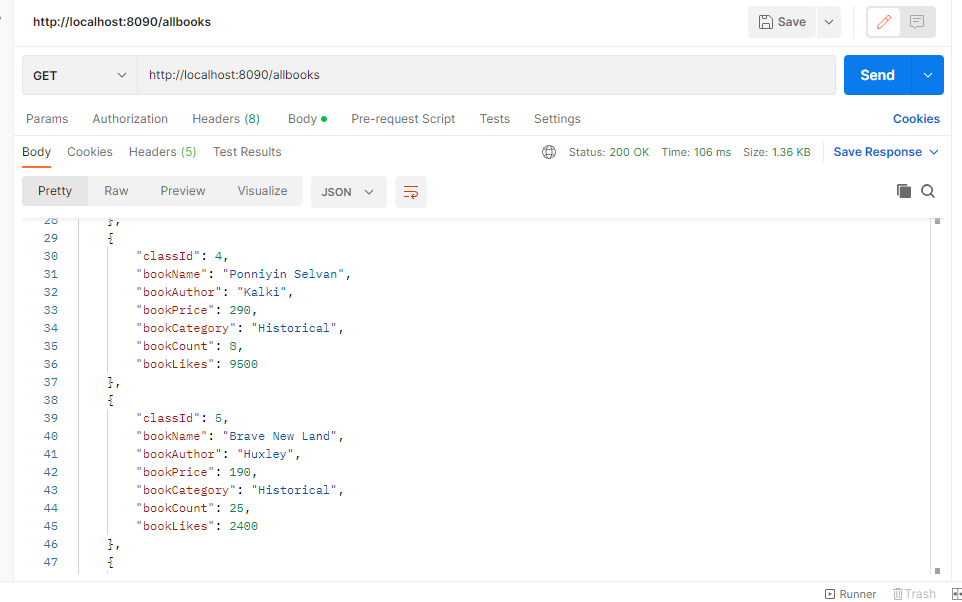 http://localhost:8090/allbooks
Save
GET
http://localhost:8090/allbooks
Send
Params Authorization Headers (8) Body Pre-request Script Tests Settings Cookies
Body Cookies Headers (5) Test Results Status: 200 OK Time: 106 ms Size: 1.36 KB Save Response
Pretty Raw Preview Visualize JSON
28 },
29 {
30 "classId": 4,
31 "bookName": "Ponniyin Selvan",
32 "bookAuthor": "Kalki",
33 "bookPrice": 290,
34 "bookCategory": "Historical",
35 "bookCount": 8,
36 "bookLikes": 9500
37 },
38 {
39 "classId": 5,
40 "bookName": "Brave New Land",
41 "bookAuthor": "Huxley",
42 "bookPrice": 190,
43 "bookCategory": "Historical",
44 "bookCount": 25,
45 "bookLikes": 2400
46 },
47 {
Runner Trash